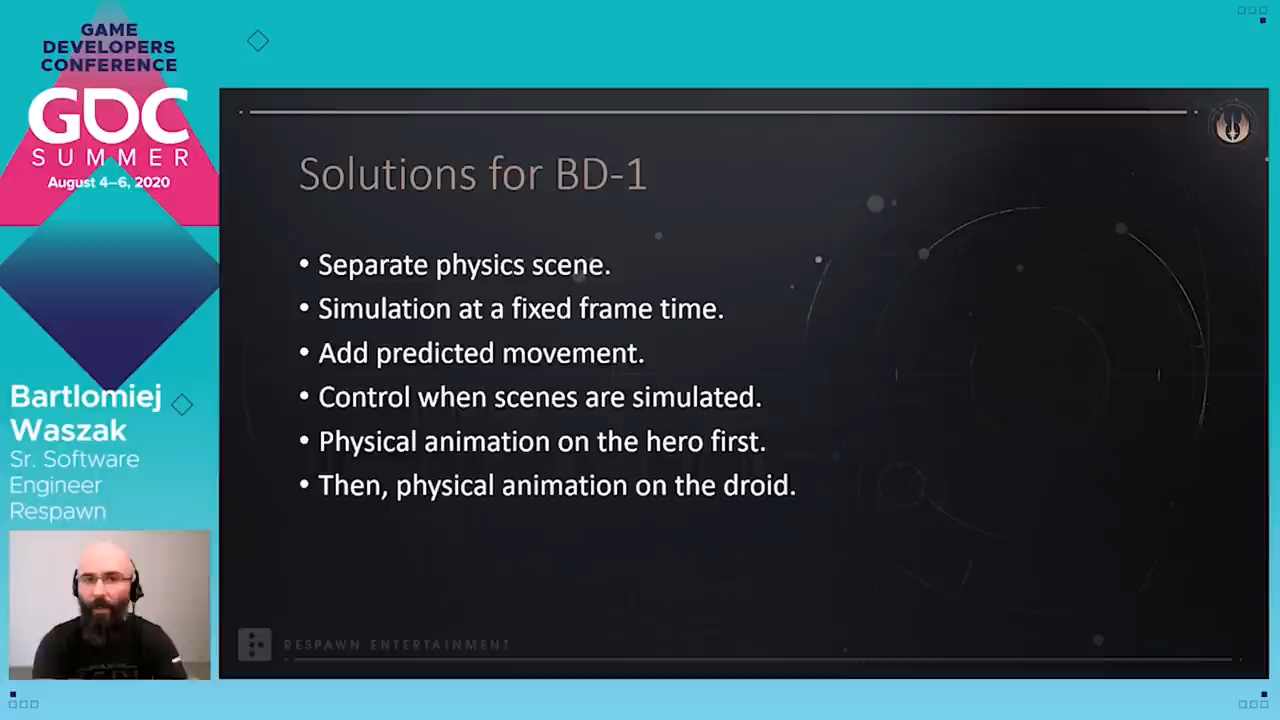 GAME
DEVELOPERS
CONFERENCE
GDC
SUMMER
August 4–6, 2020
Bartlomiej
Waszak
Sr. Software
Engineer
Respawn
Solutions for BD-1
• Separate physics scene.
• Simulation at a fixed frame time.
• Add predicted movement.
• Control when scenes are simulated.
• Physical animation on the hero first.
• Then, physical animation on the droid.
RESPAWN ENTERTAINMENT